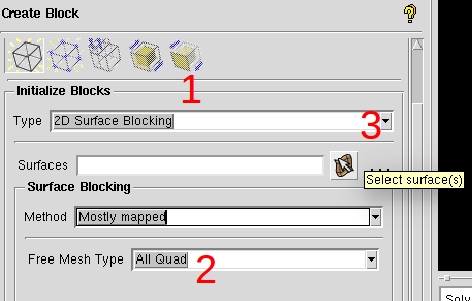 Create Block
1
Initialize Blocks
Type 2D Surface Blocking 3
Surfaces
Select surface(s)
Surface Blocking
Method Mostly mapped
Free Mesh Type All Quad 2